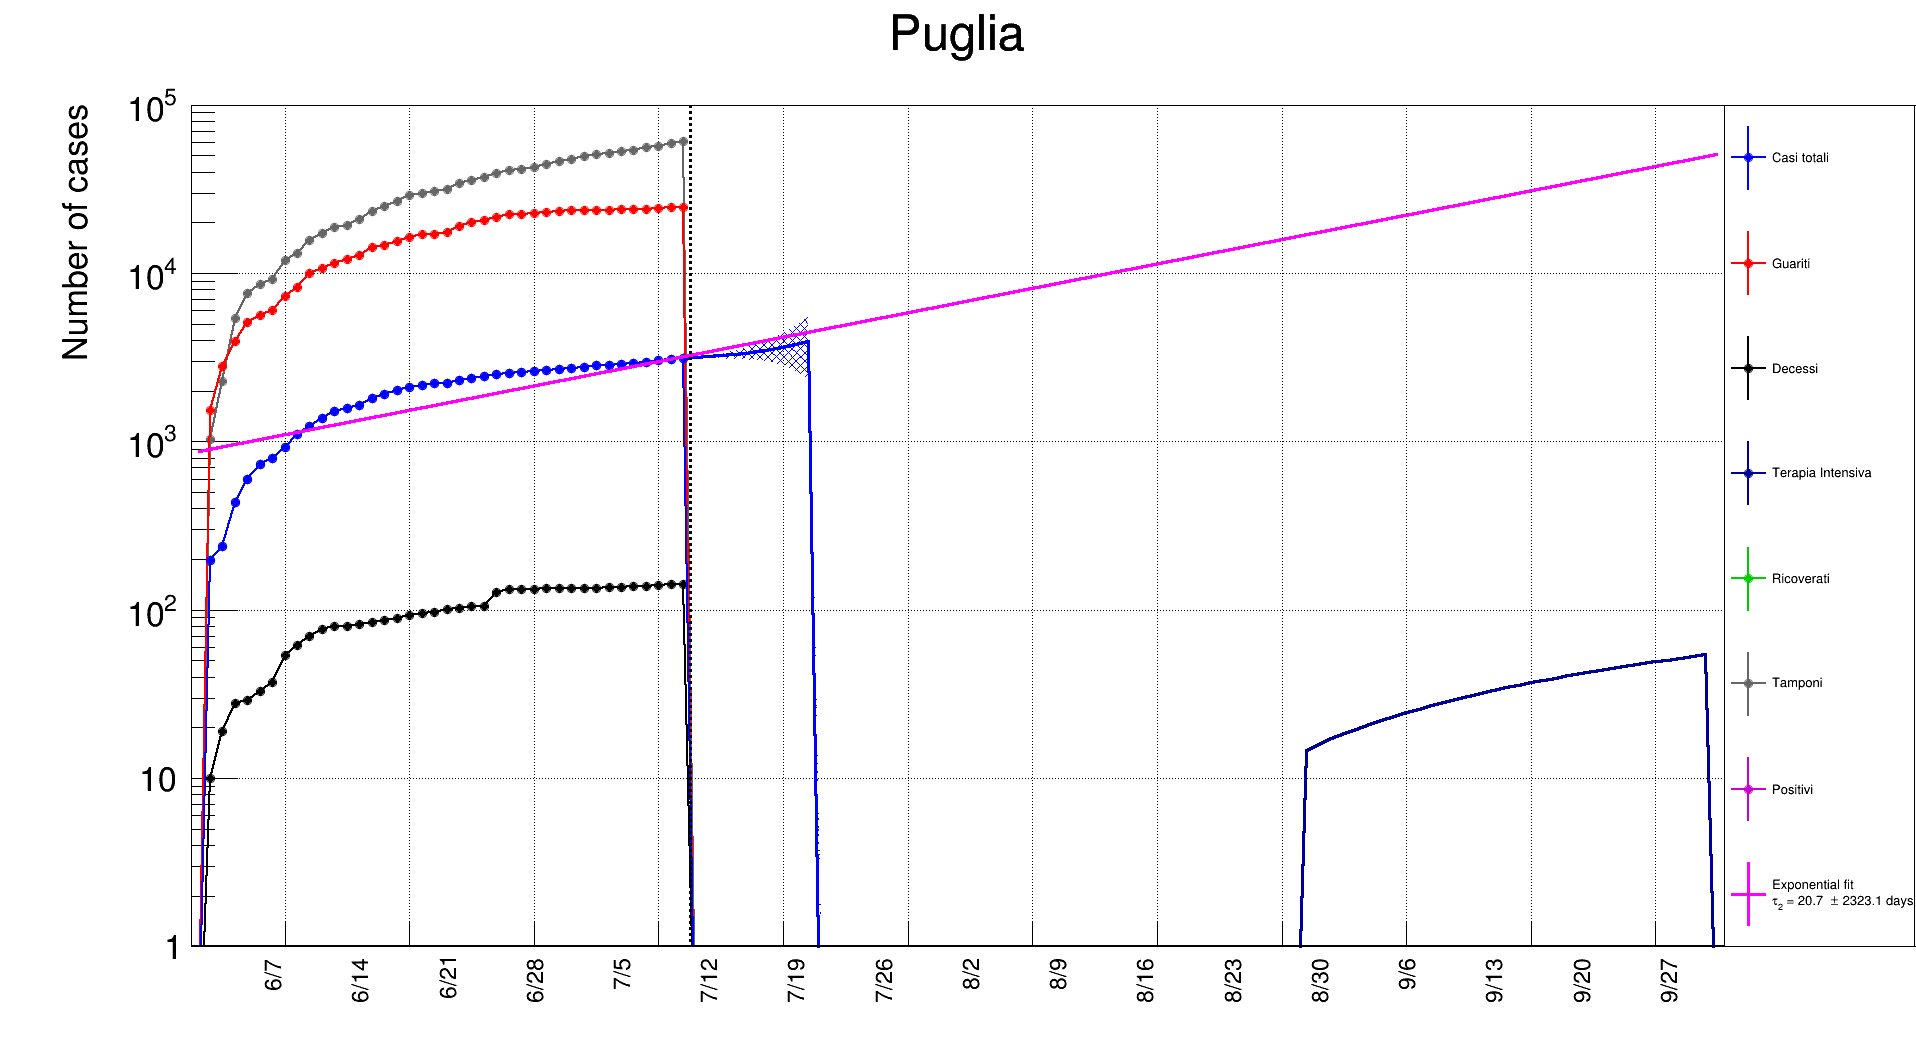 Puglia
Number of cases
10^5
10^4
10^3
10^2
10
1
6/7
6/14
6/21
6/28
7/5
7/12
7/19
7/26
8/2
8/9
8/16
8/23
8/30
9/6
9/13
9/20
9/27
Casi totali
Guariti
Decessi
Terapia Intensiva
Ricoverati
Tamponi
Positivi
Exponential fit
τ_2 = 20.7 ± 2323.1 days